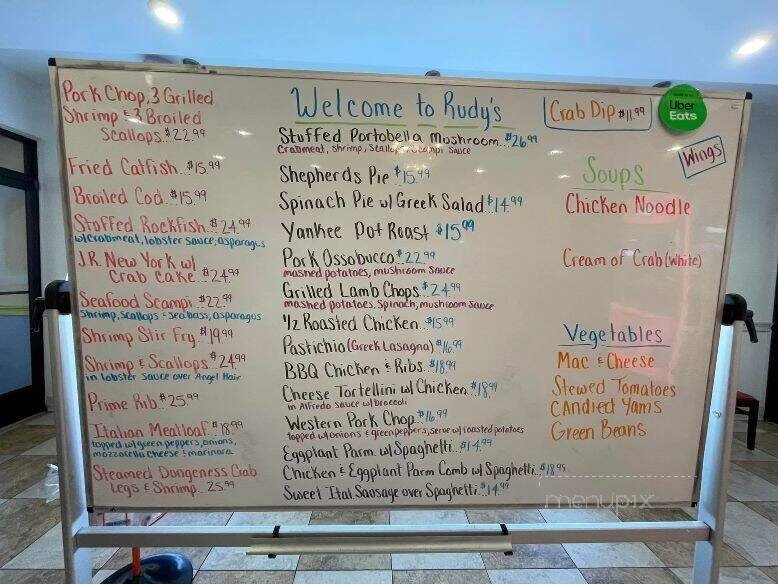 Pork Chop, 3 Grilled
Shrimp & 3 Broiled
Scallops..$22.99
Fried Catfish..$15.99
Broiled Cod..$15.99
Stuffed Rockfish..$24.99
w/crabmeat, lobster sauce, asparagus
J.R. New York w/
Crab Cake..$24.99
Seafood Scampi..$22.99
Shrimp, scallops & sea bass, asparagus
Shrimp Stir Fry..$19.99
Shrimp & Scallops..$24.99
in lobster sauce over Angel Hair
Prime Rib..$25.99
Italian Meatloaf..$18.99
topped w/green peppers, onions,
mozzarella cheese & marinara
Steamed Dungeness Crab
Legs & Shrimp...25.99
Welcome to Rudy's
Stuffed Portobella Mushroom...$26.99
Crabmeat, Shrimp, Scallops, Scampi Sauce
Shepherds Pie $15.99
Spinach Pie w/ Greek Salad..$14.99
Yankee Pot Roast $15.99
Pork Ossobucco $22.99
mashed potatoes, mushroom sauce
Grilled Lamb Chops..$24.99
mashed potatoes, Spinach, mushroom sauce
1/2 Roasted Chicken..$15.99
Pastichio (Greek Lasagna) $16.99
BBQ Chicken & Ribs..$18.99
Cheese Tortellini w/ Chicken..$18.99
in Alfredo Sauce w/ broccoli
Western Pork Chop..$16.99
topped w/onions & green peppers, serve w/ roasted potatoes
Eggplant Parm. w/ Spaghetti...$14.99
Chicken & Eggplant Parm Comb w/ Spaghetti..$18.99
Sweet Ital. Sausage over Spaghetti..$14.99
Crab Dip $11.99
Uber
Eats
Wings
Soups
Chicken Noodle
Cream of Crab (White)
Vegetables
Mac & Cheese
Stewed Tomatoes
CANdied Yams
Green Beans
menupix